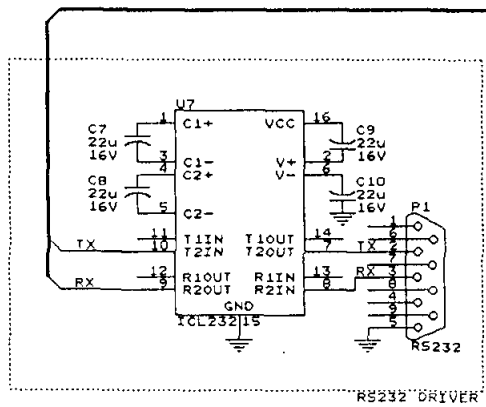 U7
1 C1+ VCC 16
C7
22u
16V
C9
22u
16V
3 C1- V+ 2
4 C2+ V- 6
C8
22u
16V
C10
22u
16V
5 C2-
P1
11 T1IN T1OUT 14
TX 10 T2IN T2OUT 7 TX
12 R1OUT R1IN 13 RX
RX 9 R2OUT R2IN 8
GND
ICL232 15
1
6
2
7
3
8
4
9
5
RS232
RS232 DRIVER